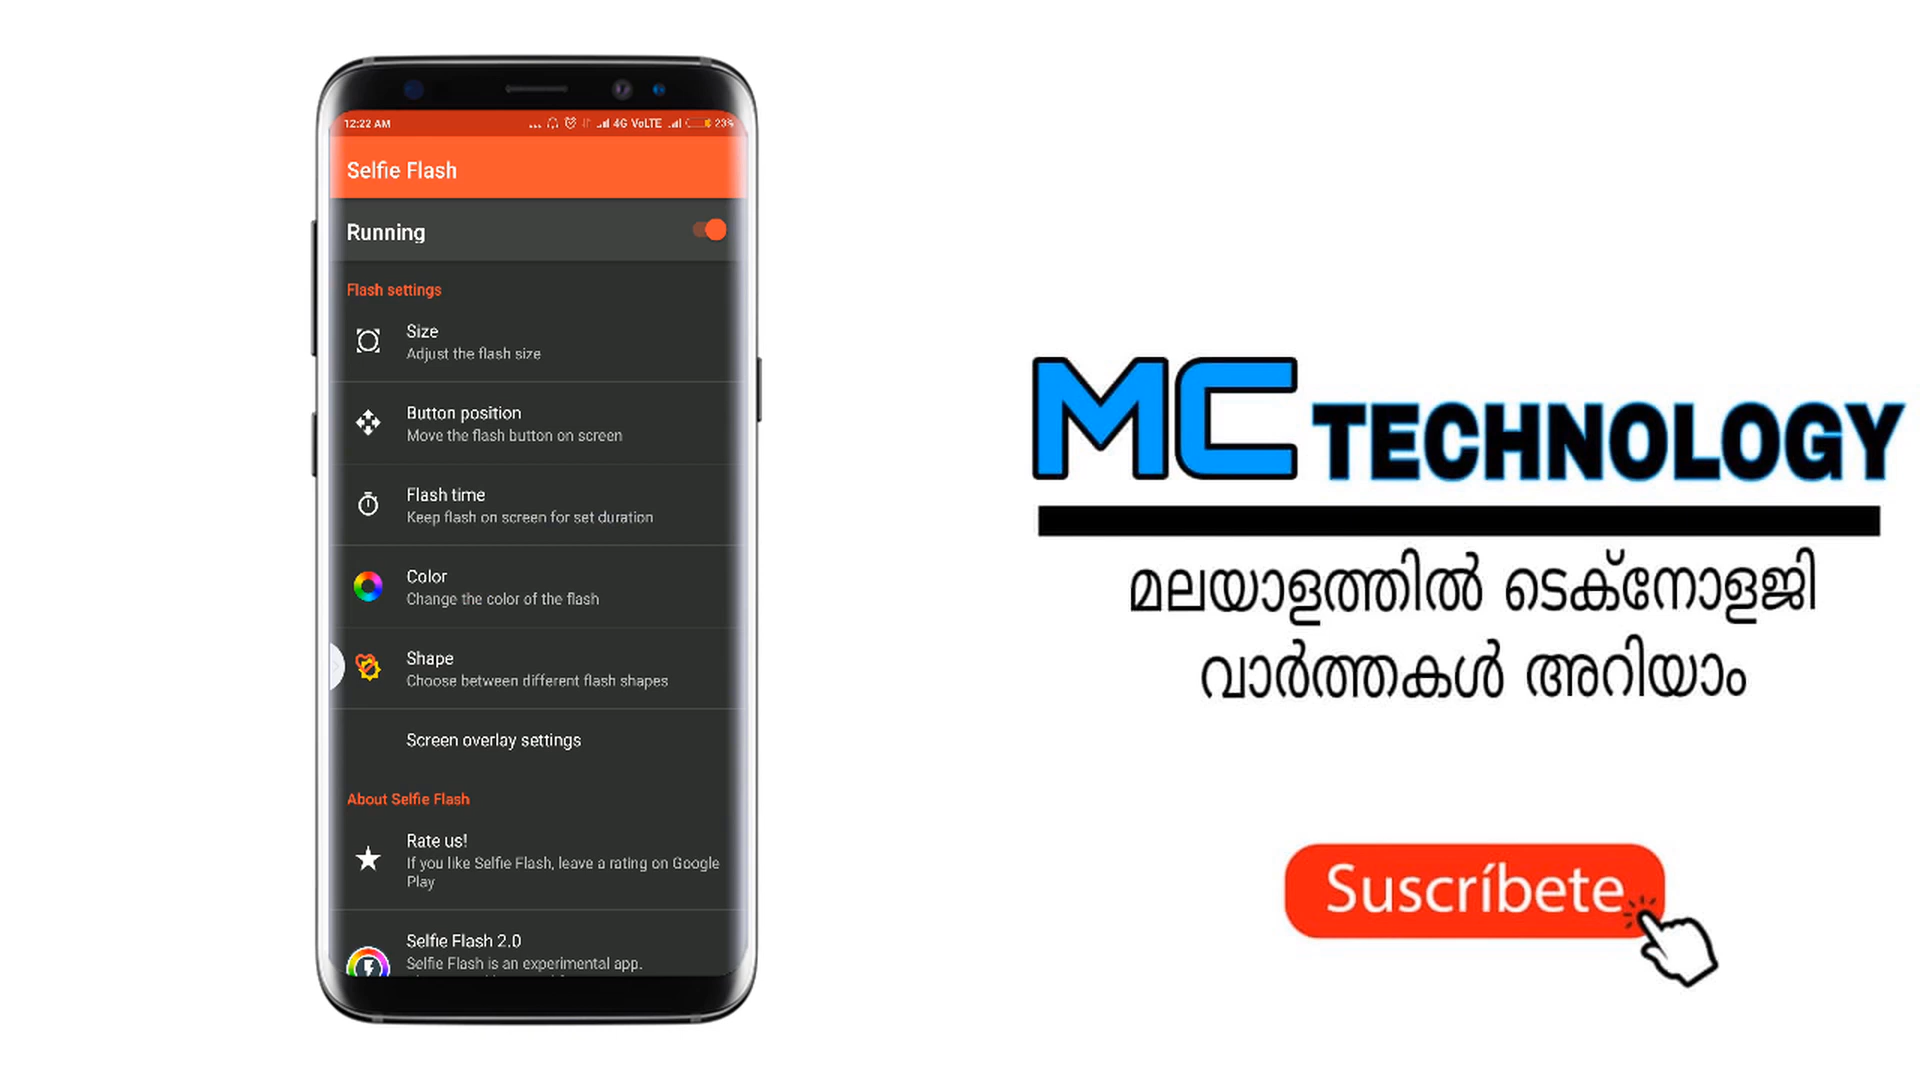 12:22 AM
4G VoLTE
23%
Selfie Flash
Running
Flash settings
Size
Adjust the flash size
Button position
Move the flash button on screen
Flash time
Keep flash on screen for set duration
Color
Change the color of the flash
Shape
Choose between different flash shapes
Screen overlay settings
About Selfie Flash
Rate us!
If you like Selfie Flash, leave a rating on Google
Play
Selfie Flash 2.0
Selfie Flash is an experimental app.
MC TECHNOLOGY
മലയാളത്തിൽ ടെക്നോളജി
വാർത്തകൾ അറിയാം
Suscríbete